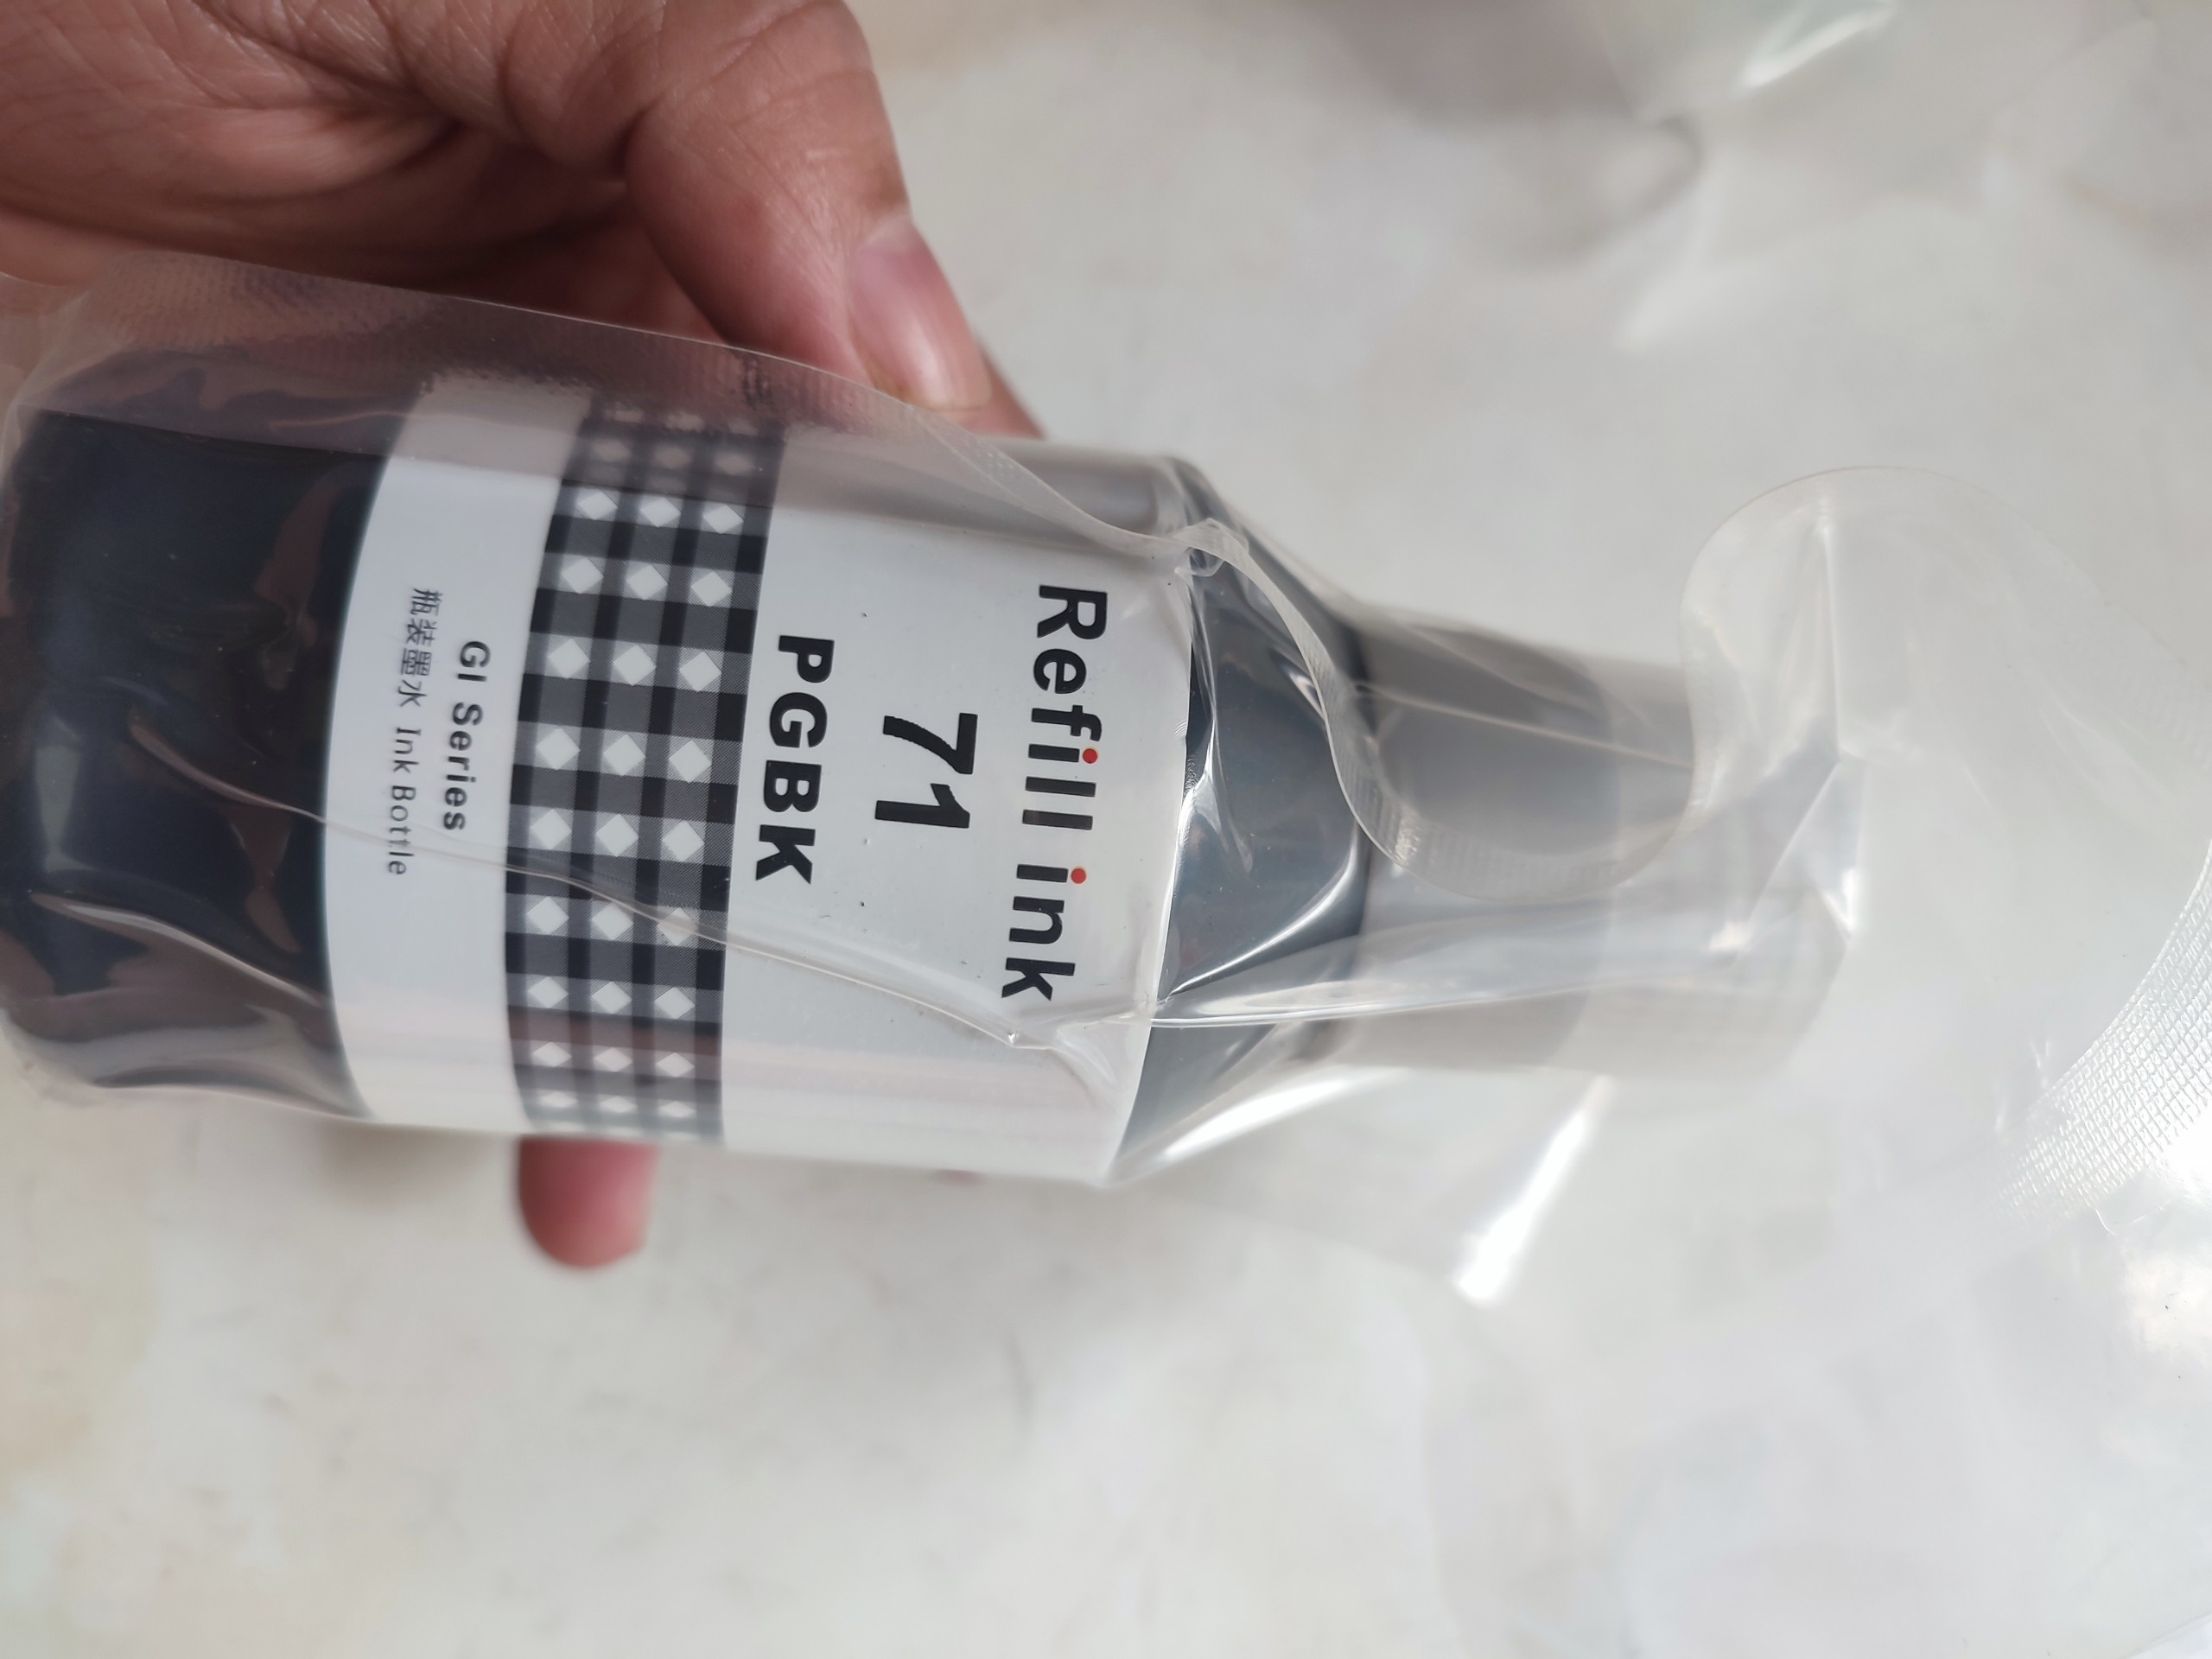 Refill ink
71
PGBK
GI Series
瓶装墨水 Ink Bottle